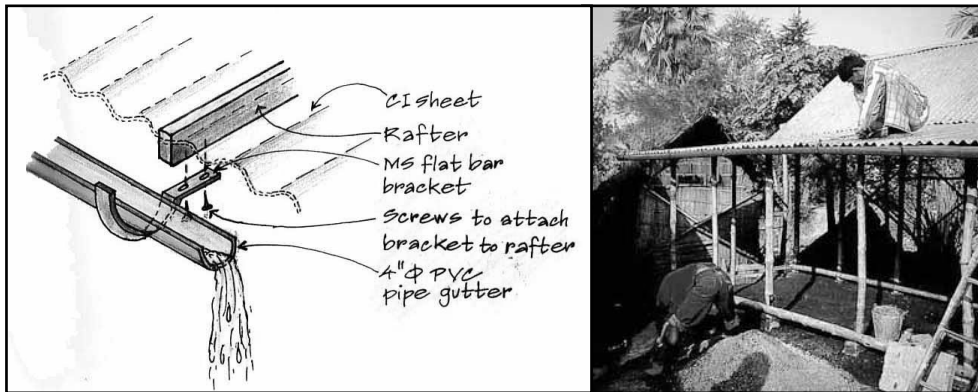 CI sheet
Rafter
MS flat bar
bracket
Screws to attach
bracket to rafter
4"Φ PVC
pipe gutter